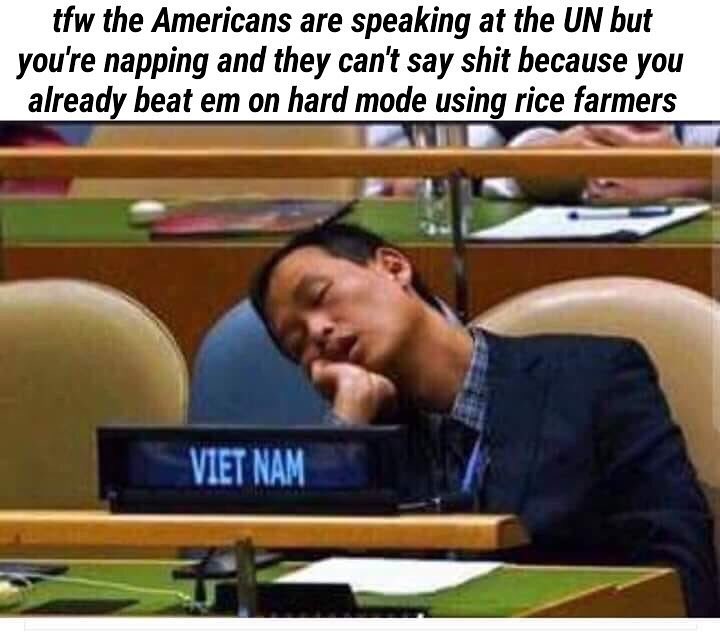 tfw the Americans are speaking at the UN but
you're napping and they can't say shit because you
already beat em on hard mode using rice farmers
VIET NAM